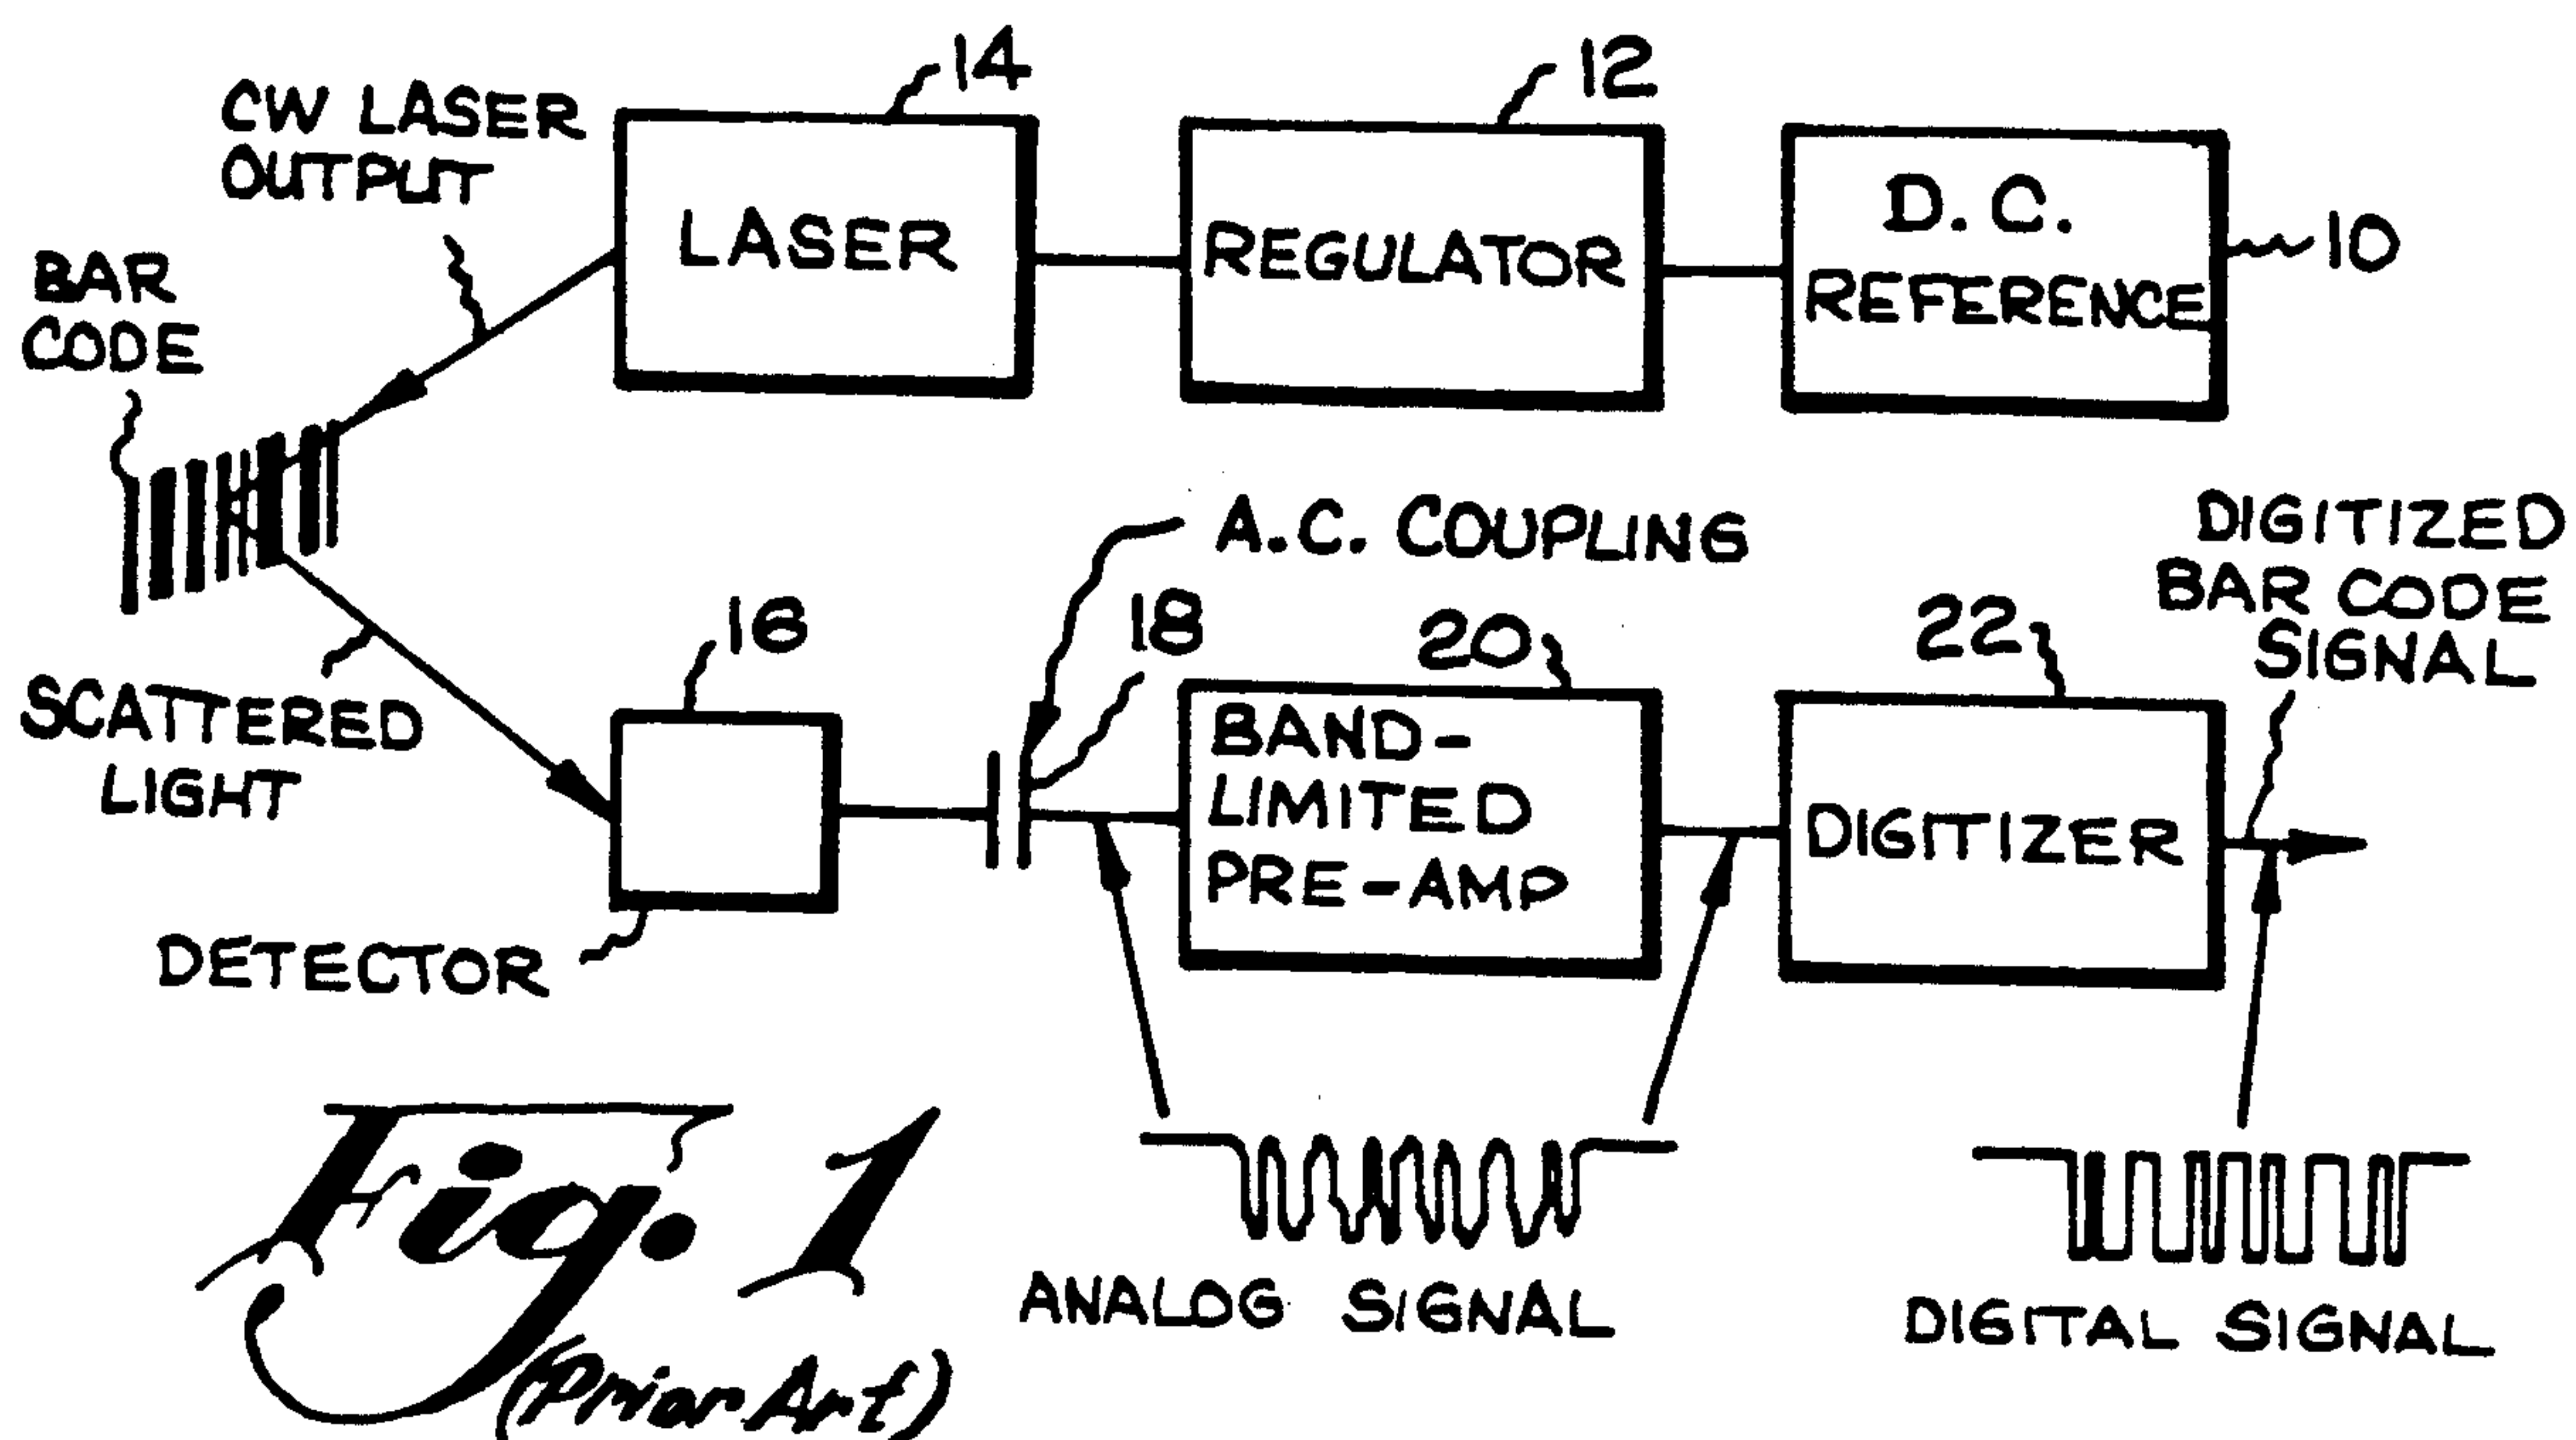 CW LASER
OUTPUT
14
12
LASER
REGULATOR
D.C.
REFERENCE
10
BAR
CODE
A.C. COUPLING
DIGITIZED
BAR CODE
SIGNAL
16
18
20
22
SCATTERED
LIGHT
BAND-
LIMITED
PRE-AMP
DIGITIZER
DETECTOR
ANALOG SIGNAL
DIGITAL SIGNAL
Fig. 1
(Prior Art)